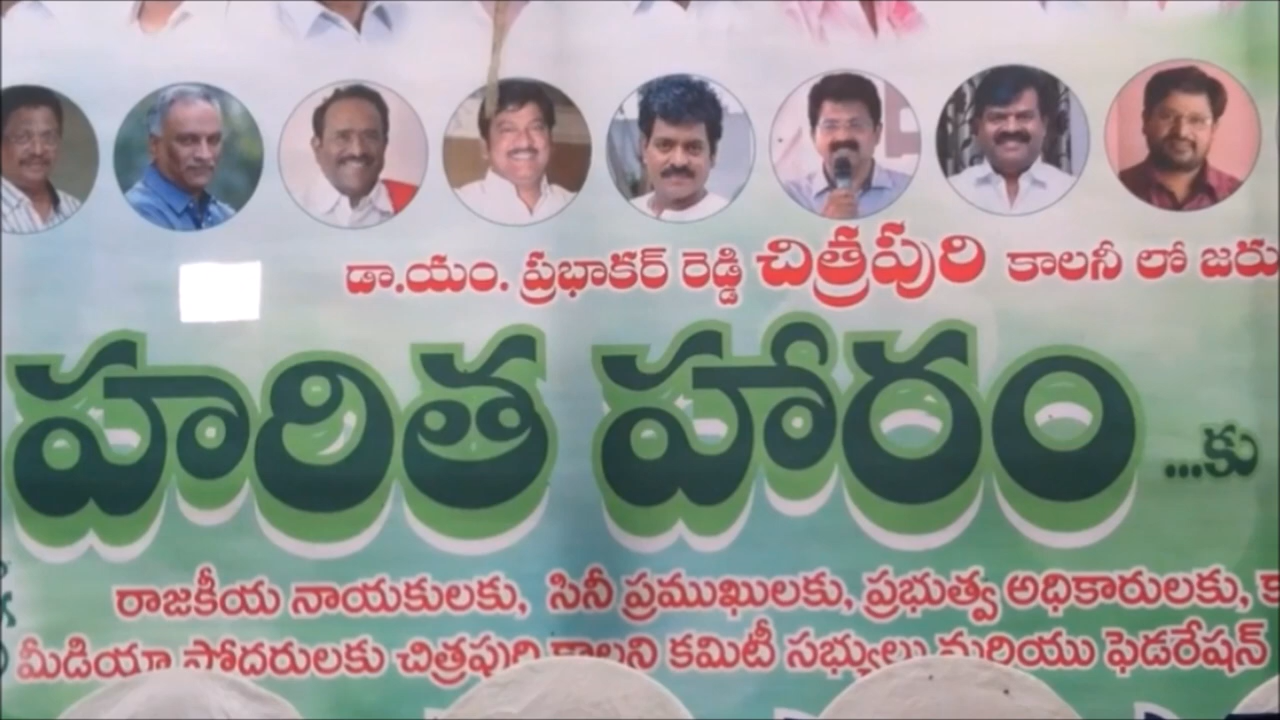 డా.యం. ప్రభాకర్ రెడ్డి చిత్రపురి కాలనీ లో జరు
హరిత హారం ...కు
రాజకీయ నాయకులకు, సినీ ప్రముఖులకు, ప్రభుత్వ అధికారులకు,
మీడియా సోదరులకు చిత్రపురి కాలని కమిటీ సభ్యులు మరియు ఫెడరేషన్